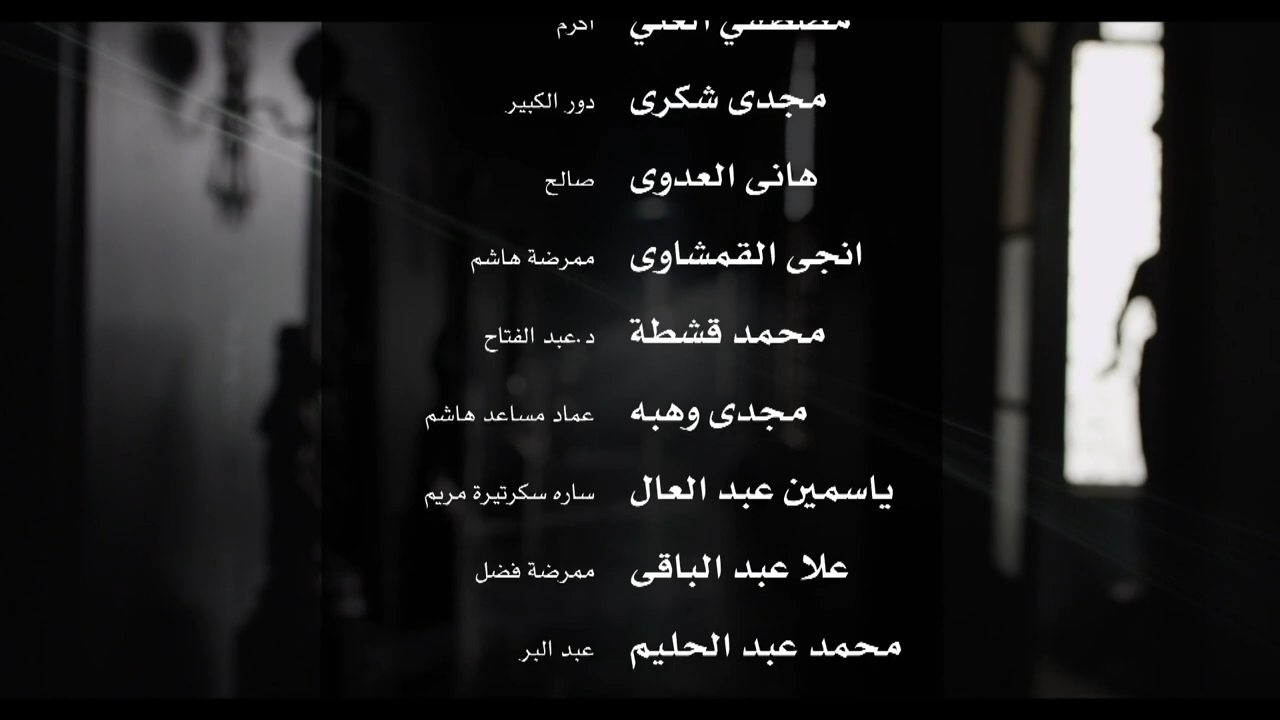 اكرم
مجدى شكرى دور الكبير
هانى العدوى صالح
انجى القمشاوى ممرضة هاشم
محمد قشطة د.عبد الفتاح
مجدى وهبه عماد مساعد هاشم
ياسمين عبد العال ساره سكرتيرة مريم
علا عبد الباقى ممرضة فضل
محمد عبد الحليم عبد البر